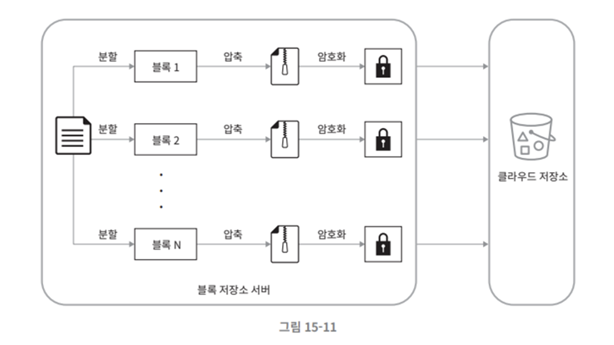 분할
블록 1
압축
암호화
분할
블록 2
압축
암호화
클라우드 저장소
분할
블록 N
압축
암호화
블록 저장소 서버
그림 15-11